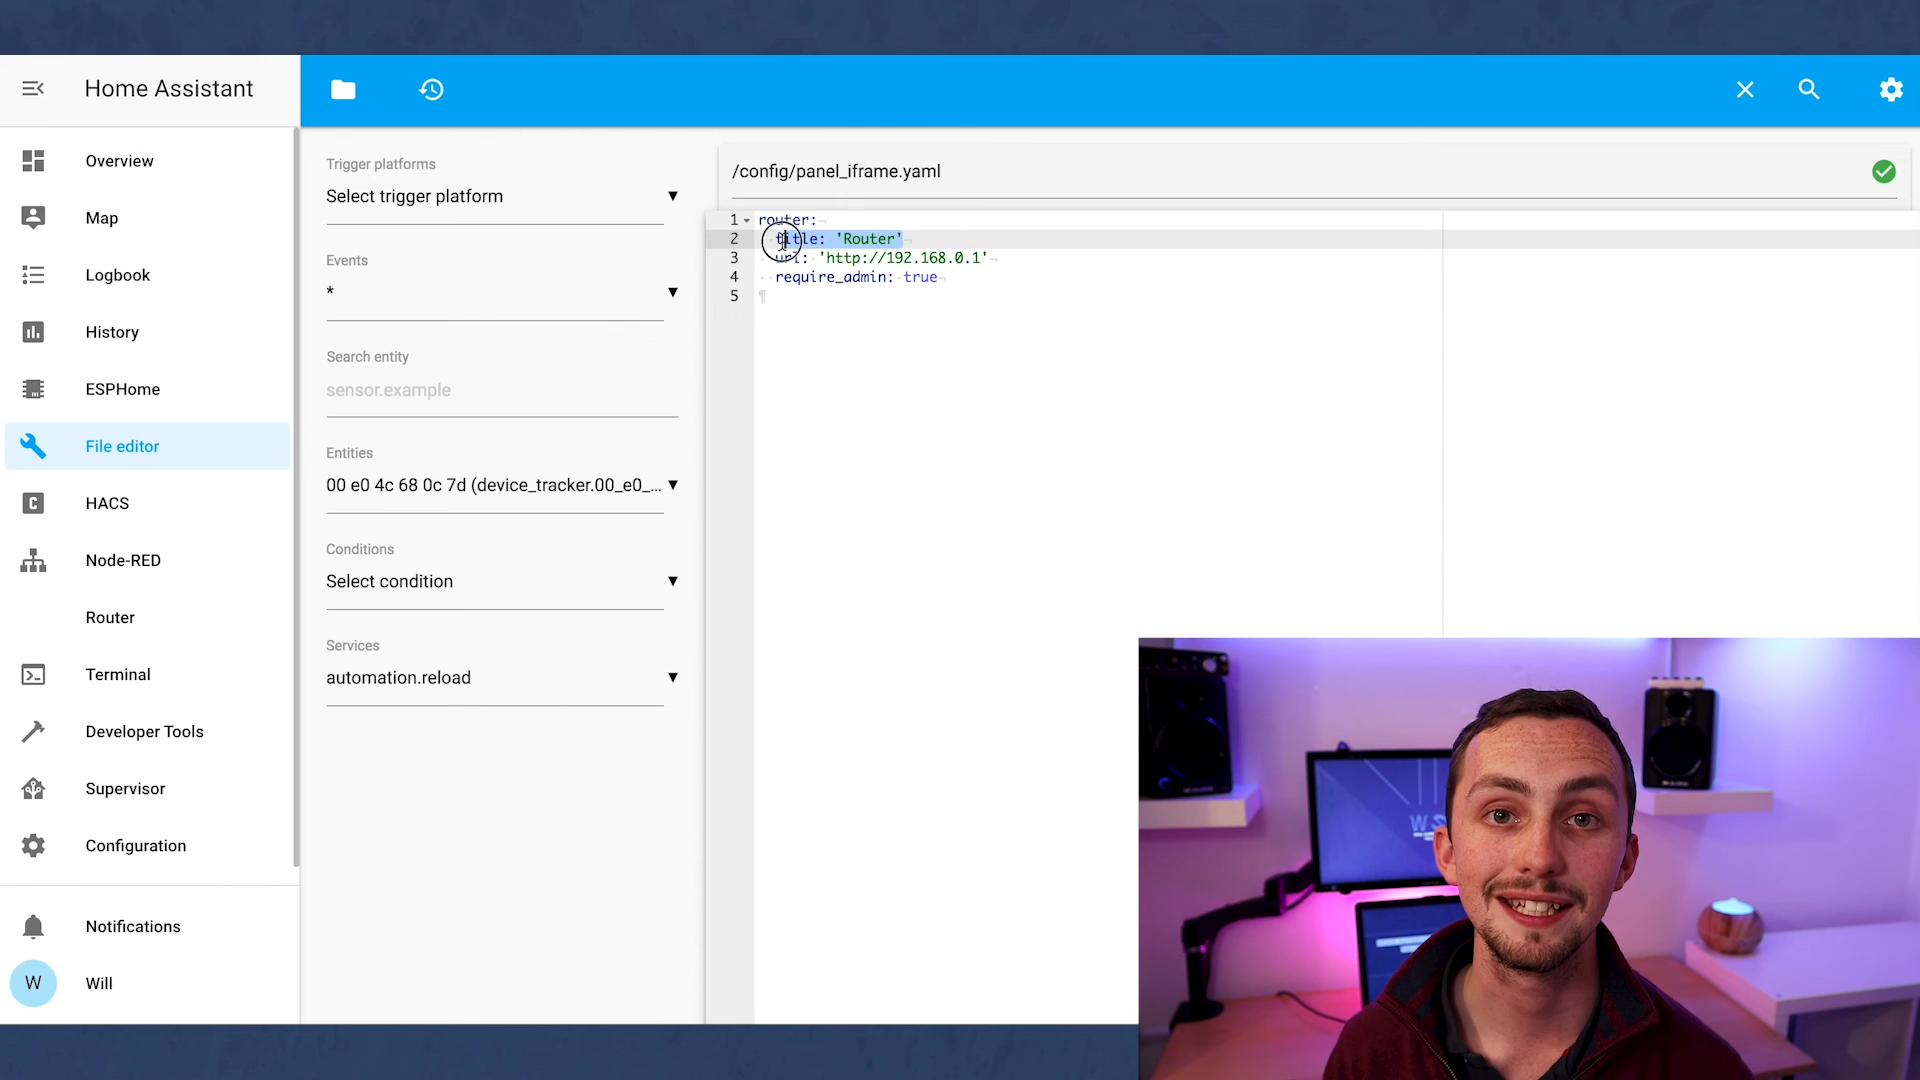 Home Assistant
Overview
Map
Logbook
History
ESPHome
File editor
HACS
Node-RED
Router
Terminal
Developer Tools
Supervisor
Configuration
Notifications
W
Will
Trigger platforms
Select trigger platform
Events
*
Search entity
sensor.example
Entities
00 e0 4c 68 0c 7d (device_tracker.00_e0_...
Conditions
Select condition
Services
automation.reload
/config/panel_iframe.yaml
1 router:
2 title: 'Router'
3 url: 'http://192.168.0.1'
4 require_admin: true
5